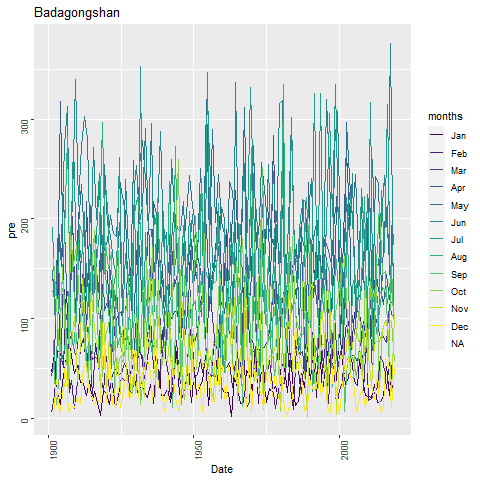 Badagongshan
pre
300
200
100
0
1900
1950
2000
Date
months
Jan
Feb
Mar
Apr
May
Jun
Jul
Aug
Sep
Oct
Nov
Dec
NA